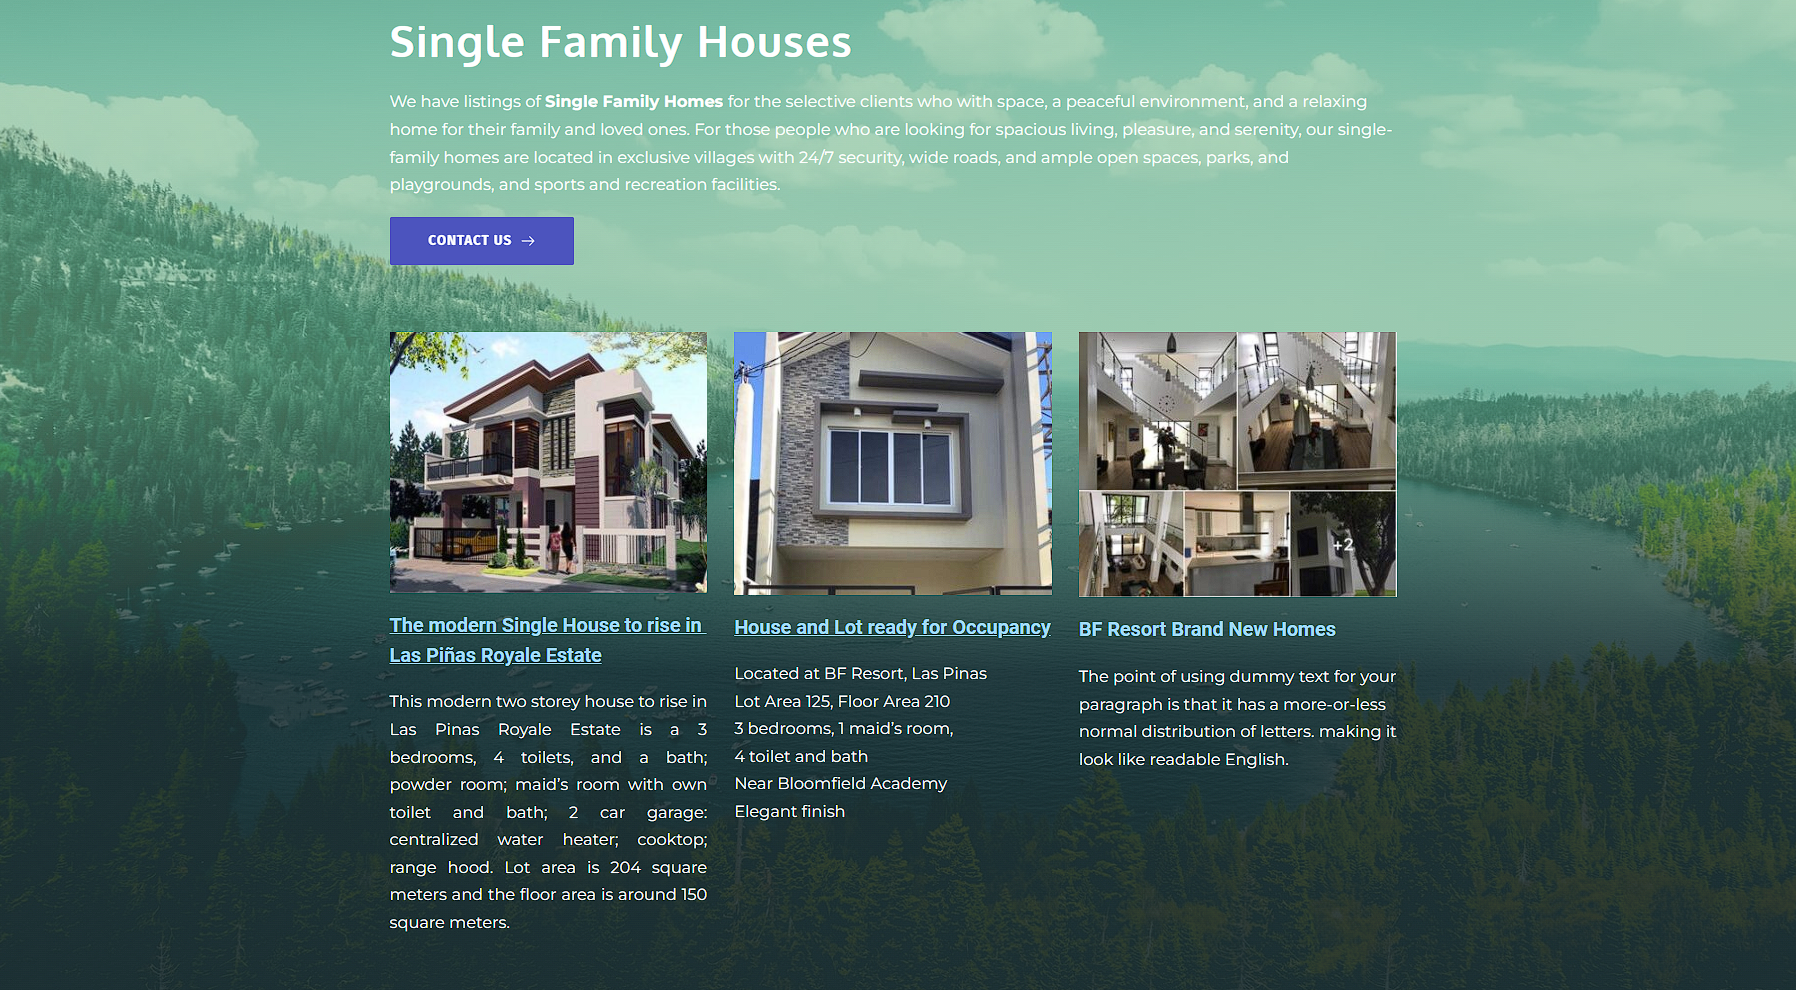 Single Family Houses
We have listings of Single Family Homes for the selective clients who with space, a peaceful environment, and a relaxing
home for their family and loved ones. For those people who are looking for spacious living, pleasure, and serenity, our single-
family homes are located in exclusive villages with 24/7 security, wide roads, and ample open spaces, parks, and
playgrounds, and sports and recreation facilities.
CONTACT US →
+2
The modern Single House to rise in
Las Piñas Royale Estate
This modern two storey house to rise in
Las Pinas Royale Estate is a 3
bedrooms, 4 toilets, and a bath;
powder room; maid’s room with own
toilet and bath; 2 car garage:
centralized water heater; cooktop;
range hood. Lot area is 204 square
meters and the floor area is around 150
square meters.
House and Lot ready for Occupancy
Located at BF Resort, Las Pinas
Lot Area 125, Floor Area 210
3 bedrooms, 1 maid’s room,
4 toilet and bath
Near Bloomfield Academy
Elegant finish
BF Resort Brand New Homes
The point of using dummy text for your
paragraph is that it has a more-or-less
normal distribution of letters. making it
look like readable English.